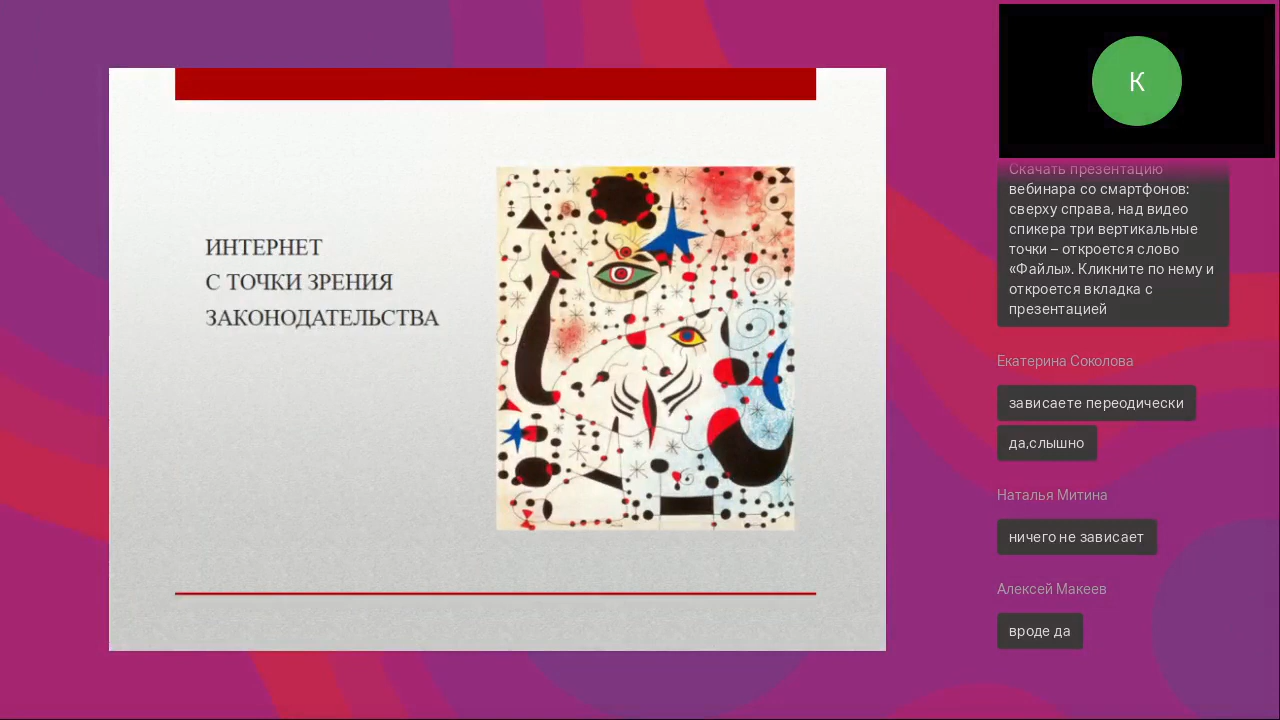 ИНТЕРНЕТ
С ТОЧКИ ЗРЕНИЯ
ЗАКОНОДАТЕЛЬСТВА
К
Скачать презентацию
вебинара со смартфонов:
сверху справа, над видео
спикера три вертикальные
точки – откроется слово
«Файлы». Кликните по нему и
откроется вкладка с
презентацией
Екатерина Соколова
зависаете переодически
да,слышно
Наталья Митина
ничего не зависает
Алексей Макеев
вроде да